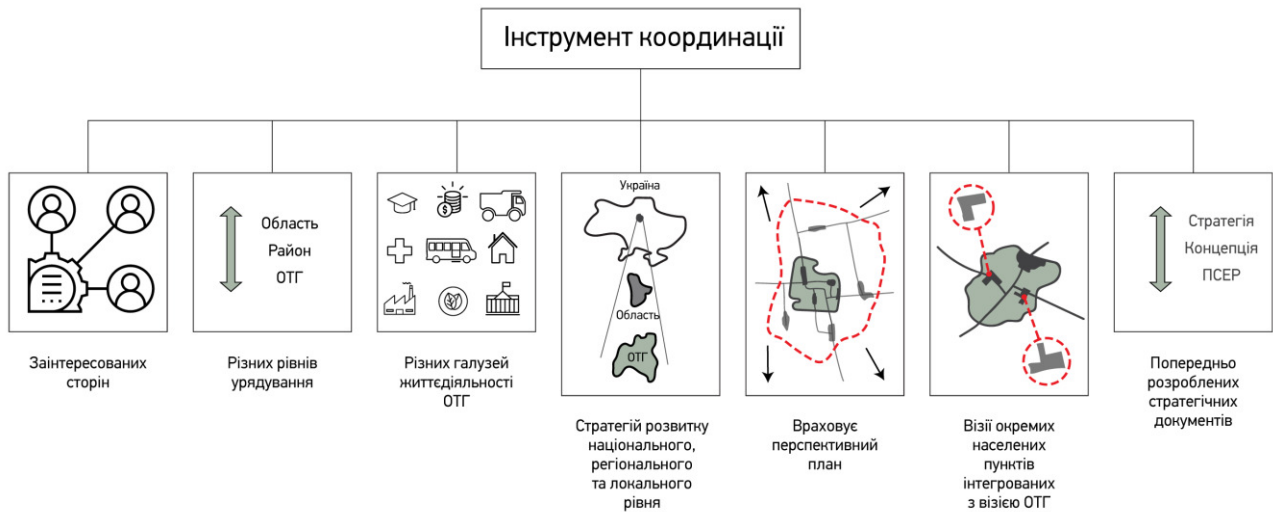 Інструмент координації
Заінтересованих
сторін
Область
Район
ОТГ
Різних рівнів
урядування
$
Різних галузей
життєдіяльності
ОТГ
Україна
Область
ОТГ
Стратегій розвитку
національного,
регіонального
та локального
рівня
Враховує
перспективний
план
Візії окремих
населених
пунктів
інтегрованих
з візією ОТГ
Стратегія
Концепція
ПСЕР
Попередньо
розроблених
стратегічних
документів